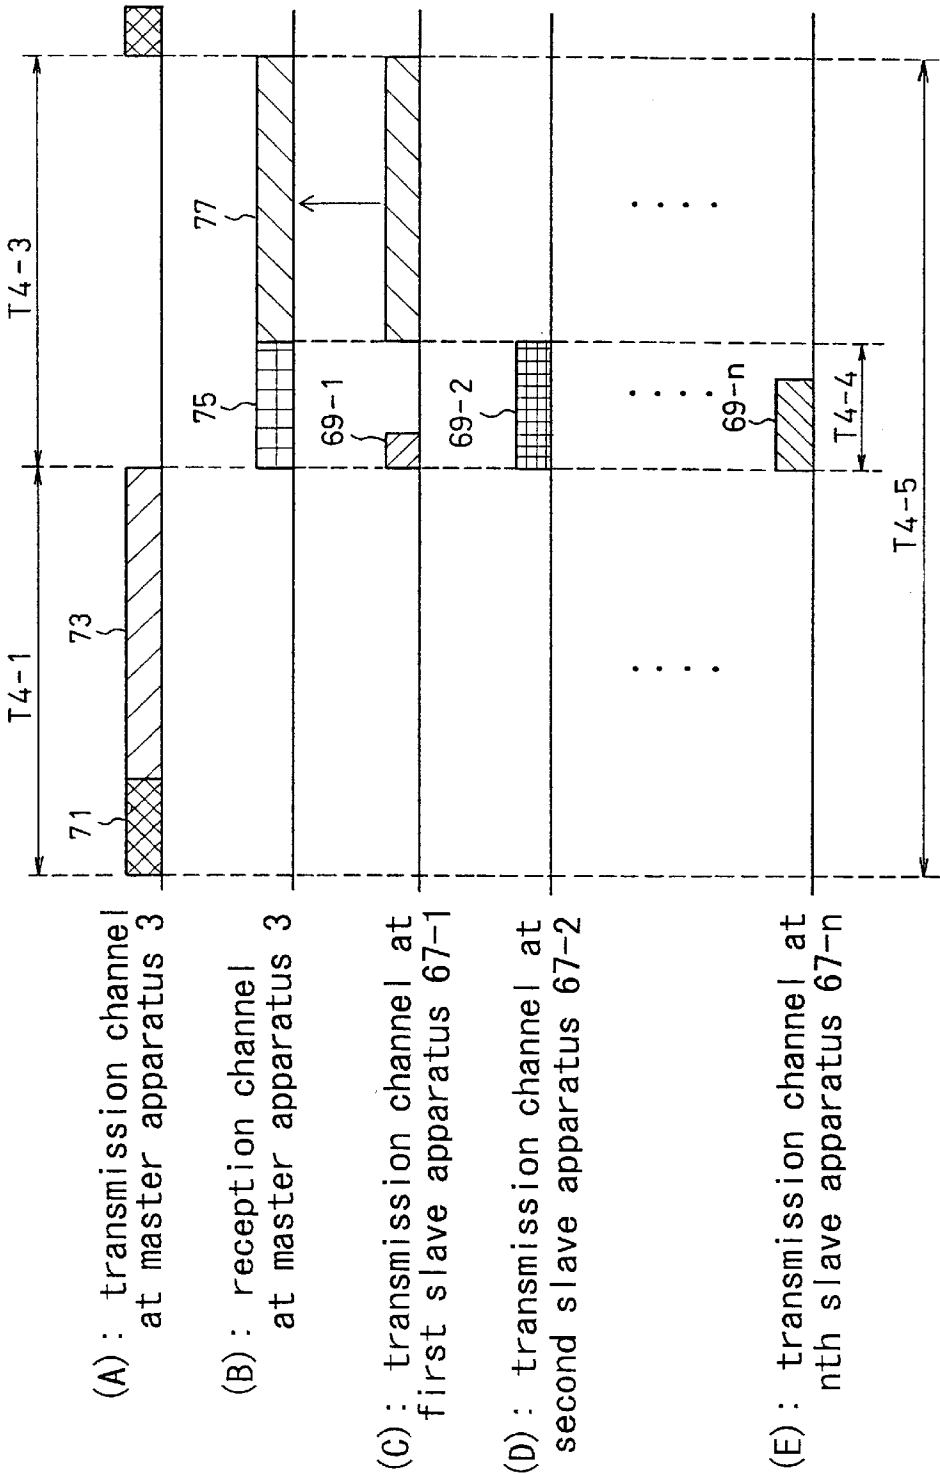 T4-1
T4-3
71
73
(A): transmission channel
at master apparatus 3
75
77
(B): reception channel
at master apparatus 3
69-1
(C): transmission channel at
first slave apparatus 67-1
69-2
(D): transmission channel at
second slave apparatus 67-2
69-n
(E): transmission channel at
nth slave apparatus 67-n
T4-4
T4-5